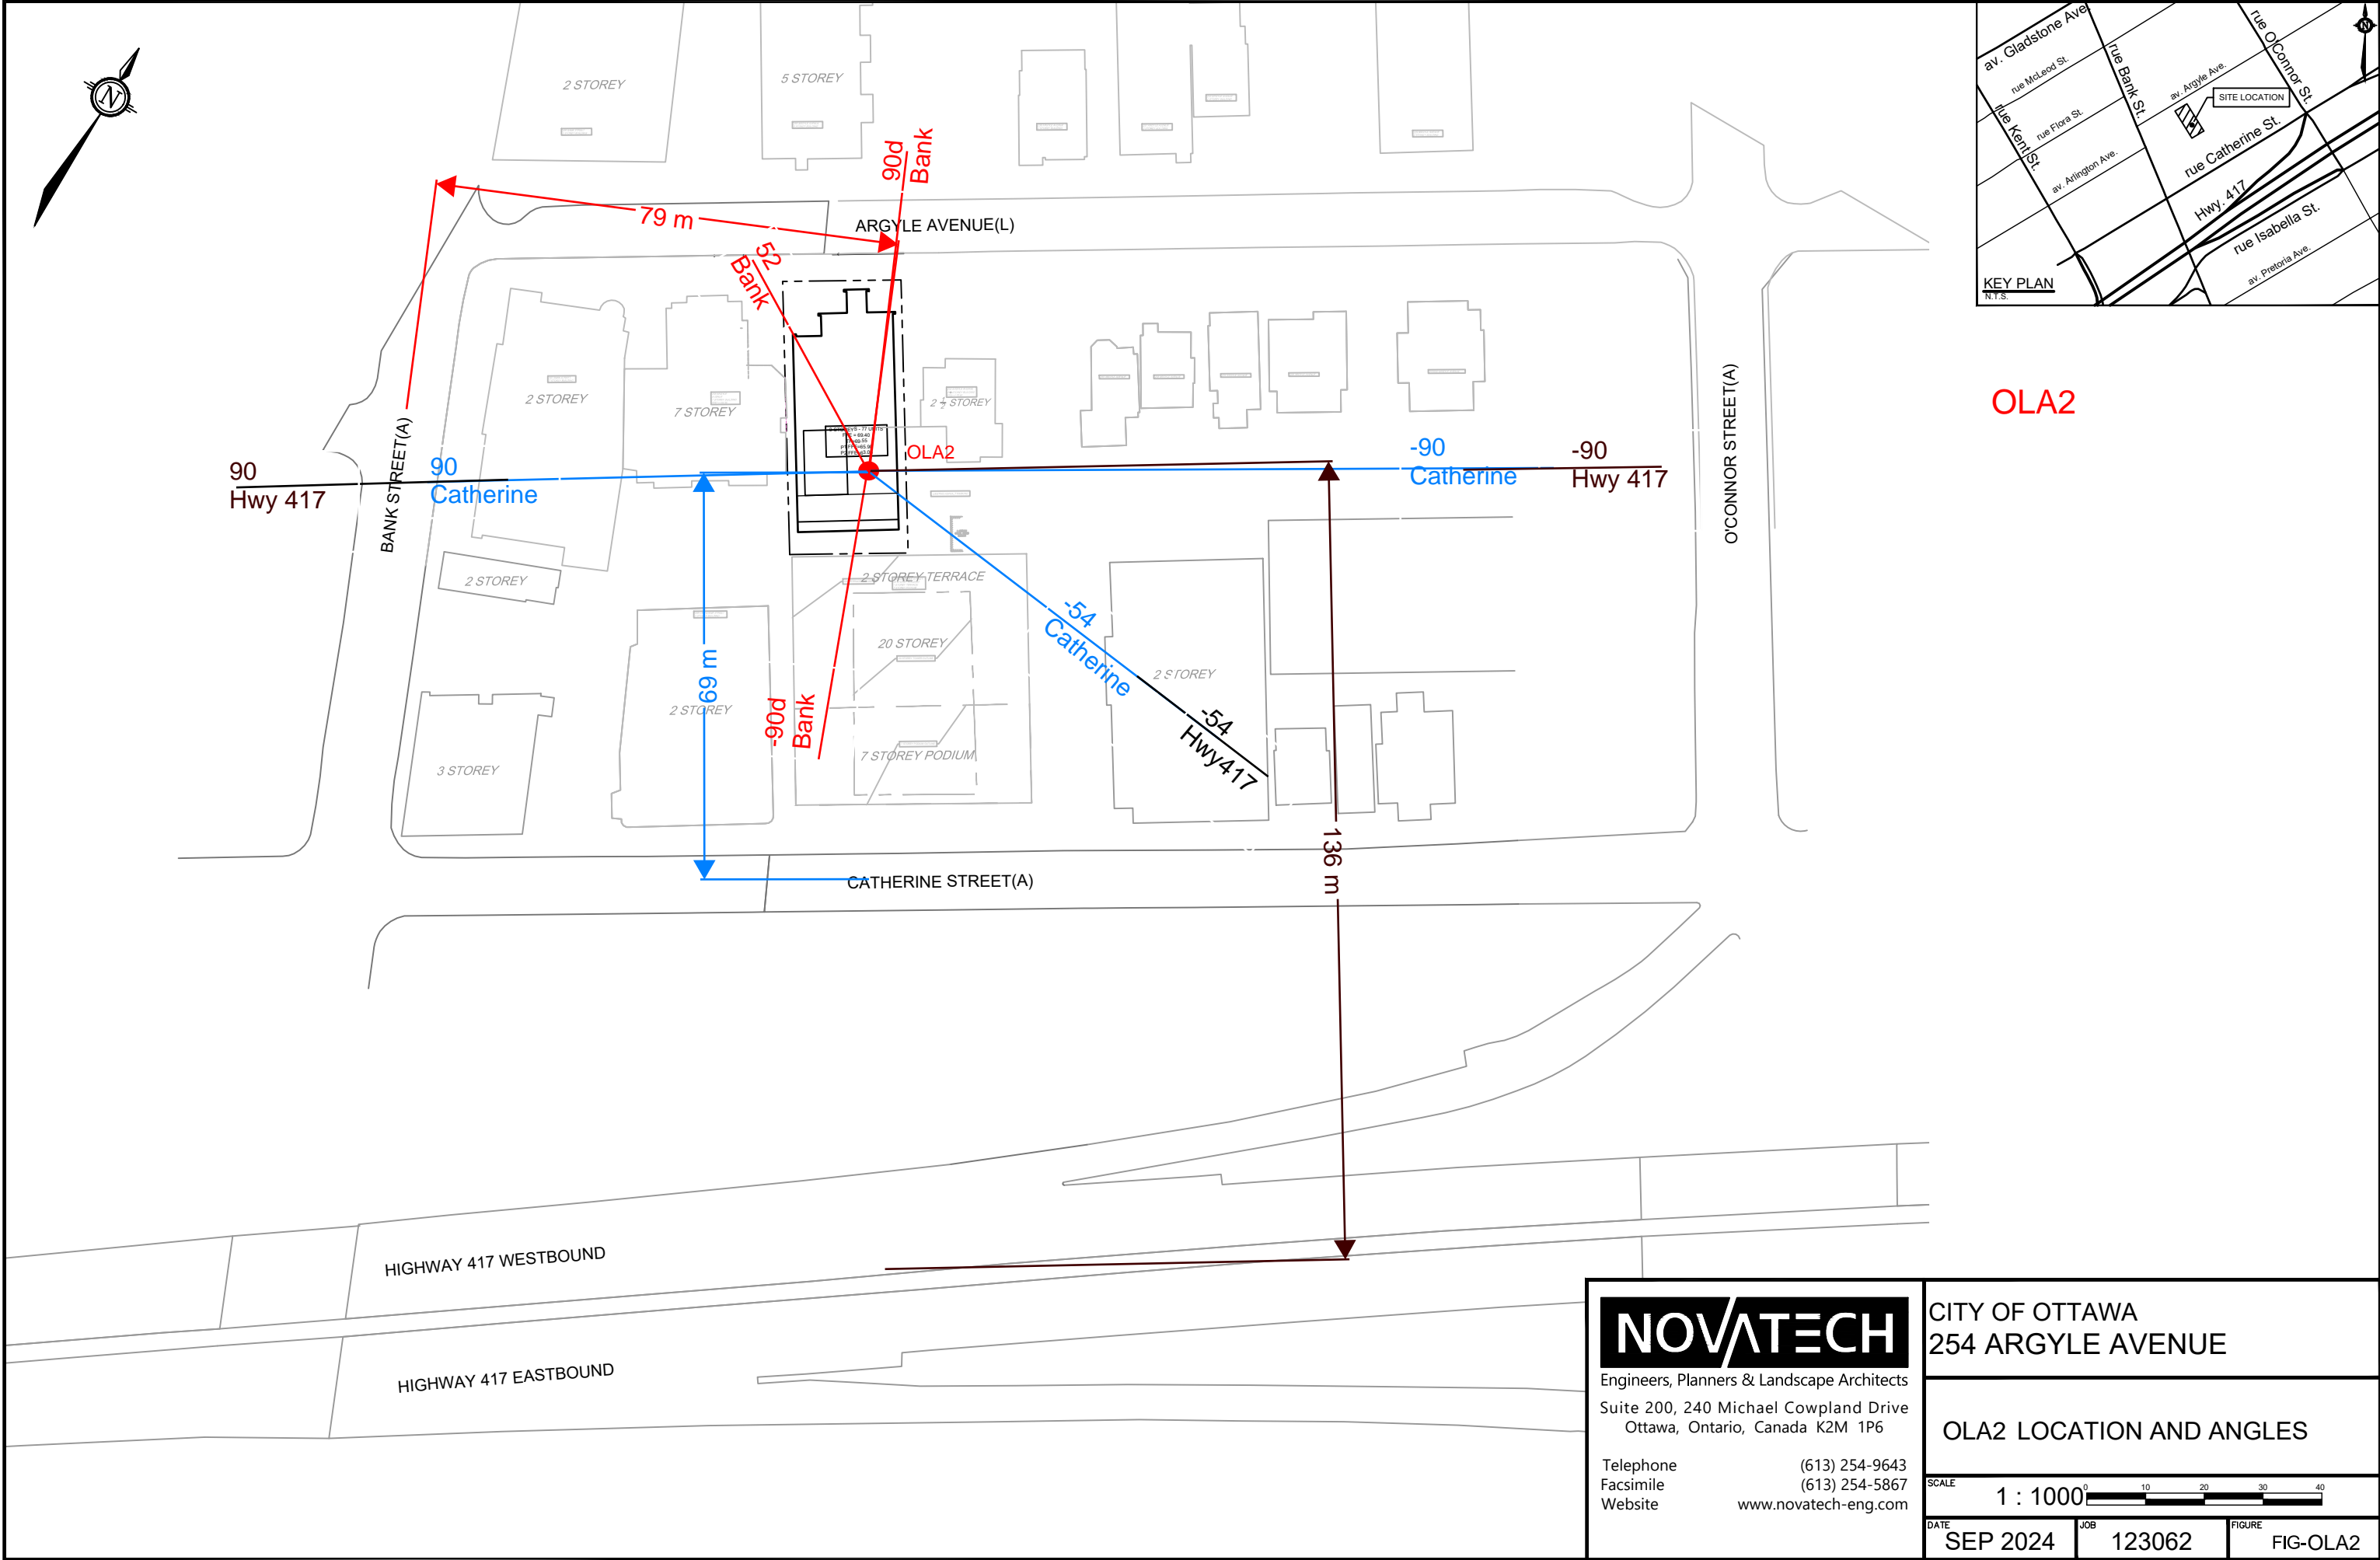 N
2 STOREY
5 STOREY
90d
Bank
79 m
ARGYLE AVENUE(L)
52
Bank
2 STOREY
7 STOREY
OLA2
BANK STREET(A)
90
Hwy 417
90
Catherine
-90
Catherine
-90
Hwy 417
O'CONNOR STREET(A)
2 STOREY
2 STOREY TERRACE
20 STOREY
7 STOREY PODIUM
-54
Catherine
-54
Hwy417
2 STOREY
69 m
2 STOREY
-90d
Bank
3 STOREY
136 m
CATHERINE STREET(A)
HIGHWAY 417 WESTBOUND
HIGHWAY 417 EASTBOUND
av. Gladstone Ave.
rue McLeod St.
rue Flora St.
av. Arlington Ave.
rue Kent St.
rue Bank St.
av. Argyle Ave.
rue O'Connor St.
N
SITE LOCATION
rue Catherine St.
Hwy. 417
rue Isabella St.
av. Pretoria Ave.
KEY PLAN
N.T.S.
OLA2
NOVATECH
Engineers, Planners & Landscape Architects
Suite 200, 240 Michael Cowpland Drive
Ottawa, Ontario, Canada K2M 1P6
Telephone (613) 254-9643
Facsimile (613) 254-5867
Website www.novatech-eng.com
CITY OF OTTAWA
254 ARGYLE AVENUE
OLA2 LOCATION AND ANGLES
SCALE
1 : 1000
0 10 20 30 40
DATE
SEP 2024
JOB
123062
FIGURE
FIG-OLA2